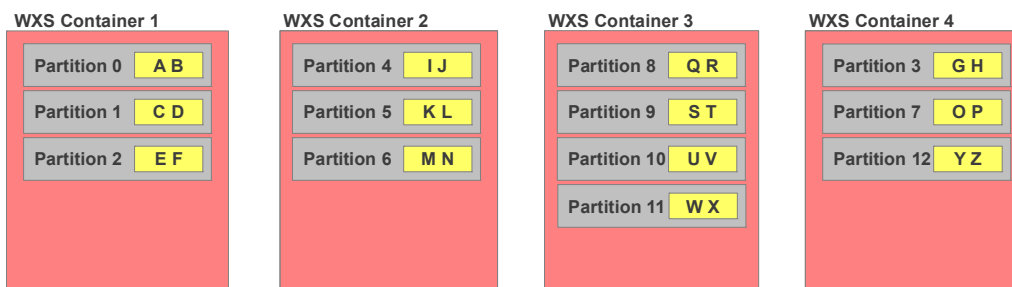 WXS Container 1
Partition 0 A B
Partition 1 C D
Partition 2 E F
WXS Container 2
Partition 4 I J
Partition 5 K L
Partition 6 M N
WXS Container 3
Partition 8 Q R
Partition 9 S T
Partition 10 U V
Partition 11 W X
WXS Container 4
Partition 3 G H
Partition 7 O P
Partition 12 Y Z